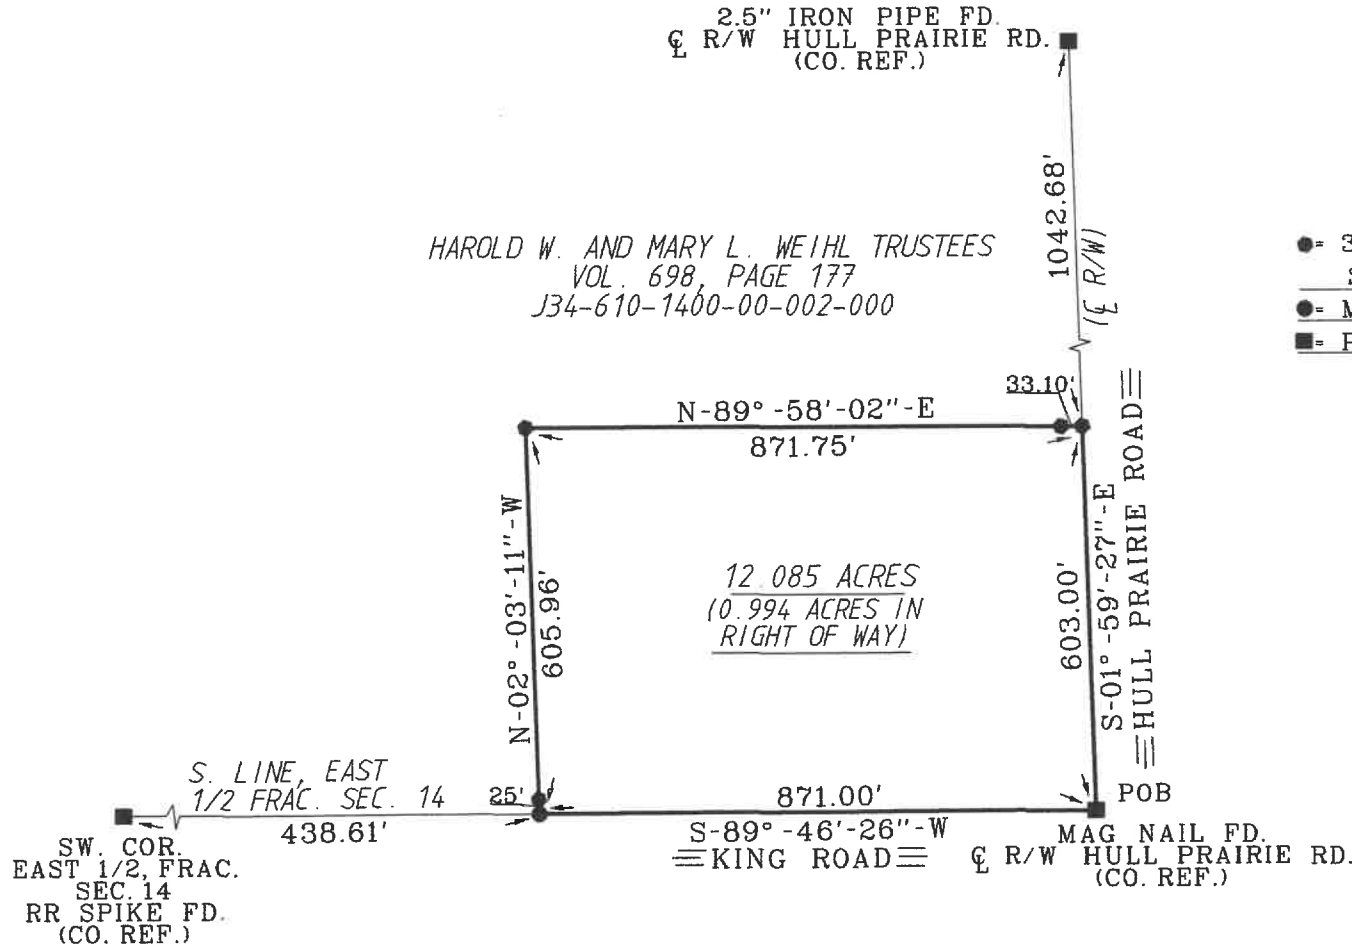 2.5" IRON PIPE FD.
℄ R/W HULL PRAIRIE RD.
(CO. REF.)
1042.68'
(℄ R/W)
HAROLD W. AND MARY L. WEIHL TRUSTEES
VOL. 698, PAGE 177
J34-610-1400-00-002-000
= 3
= M
= F
33.10'
N-89°-58'-02"-E
871.75'
N-02°-03'-11"-W
605.96'
12.085 ACRES
(0.994 ACRES IN
RIGHT OF WAY)
603.00'
S-01°-59'-27"-E
HULL PRAIRIE ROAD
S. LINE, EAST
1/2 FRAC. SEC. 14
25'
438.61'
871.00'
S-89°-46'-26"-W
KING ROAD
POB
MAG NAIL FD.
℄ R/W HULL PRAIRIE RD.
(CO. REF.)
SW. COR.
EAST 1/2, FRAC.
SEC. 14
RR SPIKE FD.
(CO. REF.)